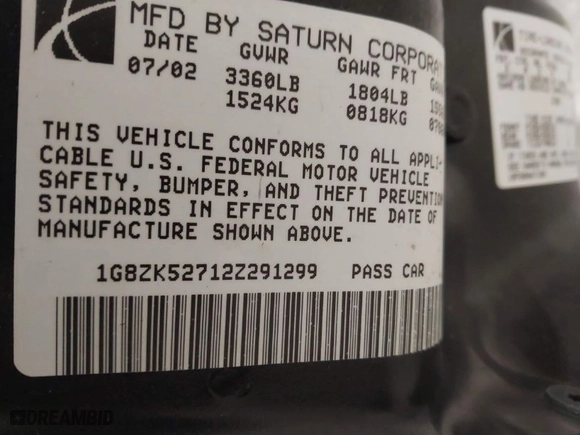 MFD BY SATURN CORPORA
DATE GVWR GAWR FRT GA
07/02 3360LB 1804LB
1524KG 0818KG
THIS VEHICLE CONFORMS TO ALL APPLI-
CABLE U.S. FEDERAL MOTOR VEHICLE
SAFETY, BUMPER, AND THEFT PREVENTION
STANDARDS IN EFFECT ON THE DATE OF
MANUFACTURE SHOWN ABOVE.
1G8ZK52712Z291299 PASS CAR
DREAMBID